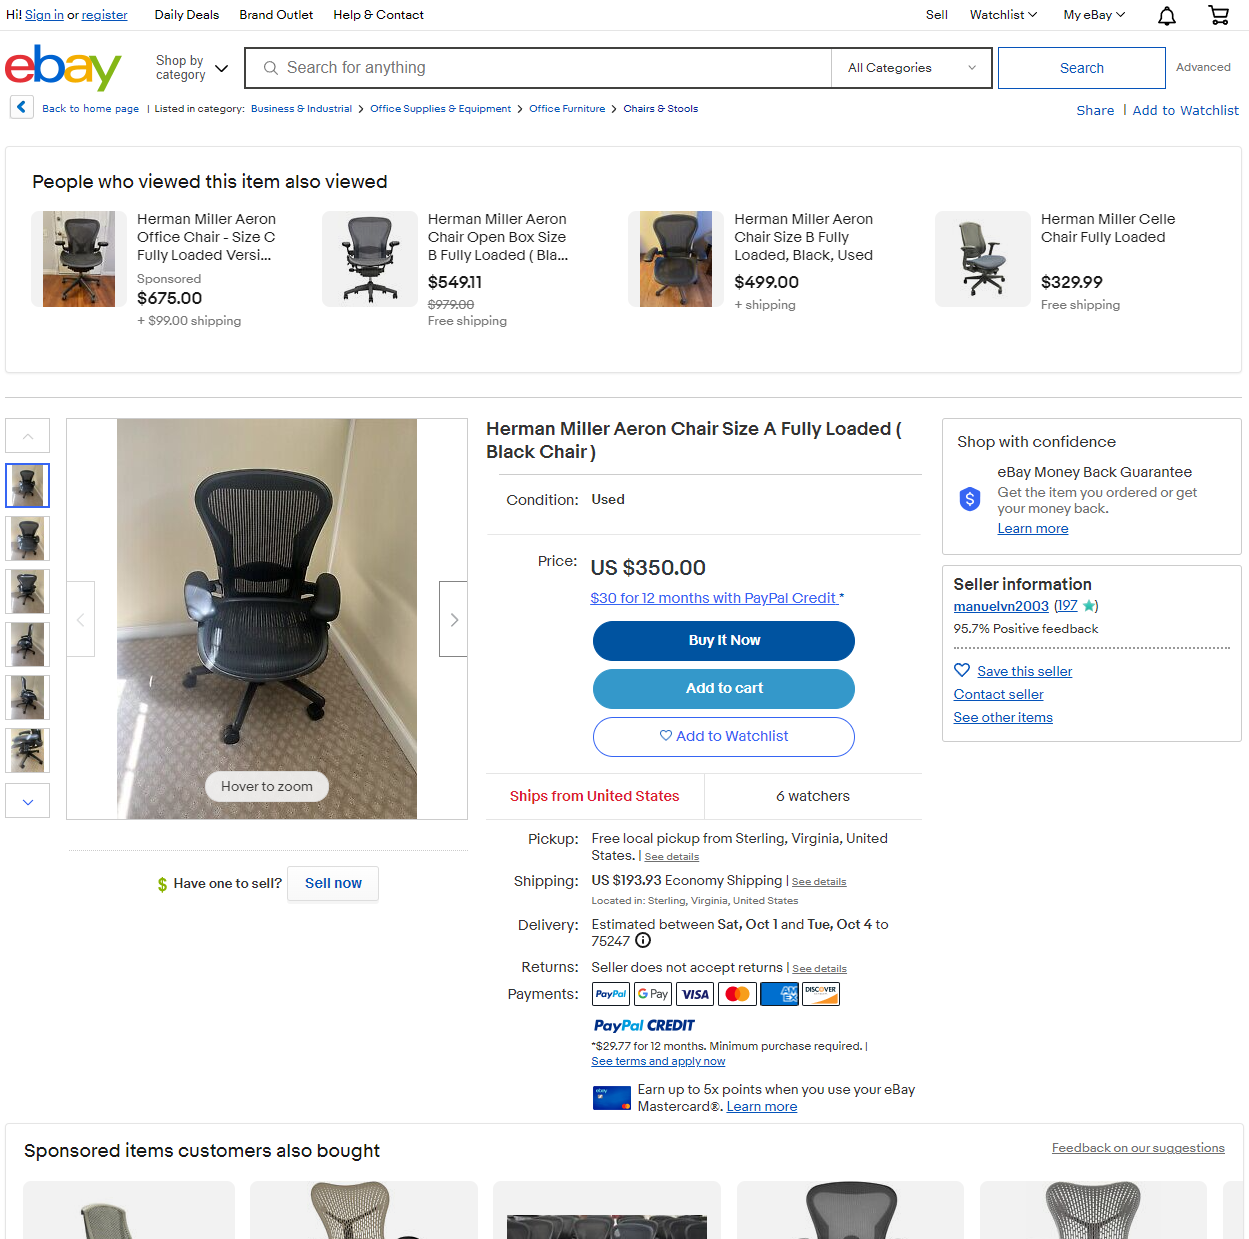 Hi! Sign in or register
Daily Deals
Brand Outlet
Help & Contact
Sell
Watchlist
My eBay
ebay
Shop by
category
Search for anything
All Categories
Search
Advanced
Back to home page | Listed in category: Business & Industrial > Office Supplies & Equipment > Office Furniture > Chairs & Stools
Share | Add to Watchlist
People who viewed this item also viewed
Herman Miller Aeron
Office Chair - Size C
Fully Loaded Versi...
Sponsored
$675.00
+ $99.00 shipping
Herman Miller Aeron
Chair Open Box Size
B Fully Loaded ( Bla...
$549.11
$979.00
Free shipping
Herman Miller Aeron
Chair Size B Fully
Loaded, Black, Used
$499.00
+ shipping
Herman Miller Celle
Chair Fully Loaded
$329.99
Free shipping
Hover to zoom
$ Have one to sell?
Sell now
Herman Miller Aeron Chair Size A Fully Loaded (
Black Chair )
Condition: Used
Price: US $350.00
$30 for 12 months with PayPal Credit *
Buy It Now
Add to cart
Add to Watchlist
Ships from United States
6 watchers
Pickup: Free local pickup from Sterling, Virginia, United
States. | See details
Shipping: US $193.93 Economy Shipping | See details
Located in: Sterling, Virginia, United States
Delivery: Estimated between Sat, Oct 1 and Tue, Oct 4 to
75247
Returns: Seller does not accept returns | See details
Payments: PayPal G Pay VISA AMEX DISCOVER
PayPal CREDIT
*$29.77 for 12 months. Minimum purchase required. |
See terms and apply now
ebay
Earn up to 5x points when you use your eBay
Mastercard®. Learn more
Shop with confidence
eBay Money Back Guarantee
$
Get the item you ordered or get
your money back.
Learn more
Seller information
manuelvn2003 (197 ★)
95.7% Positive feedback
Save this seller
Contact seller
See other items
Sponsored items customers also bought
Feedback on our suggestions